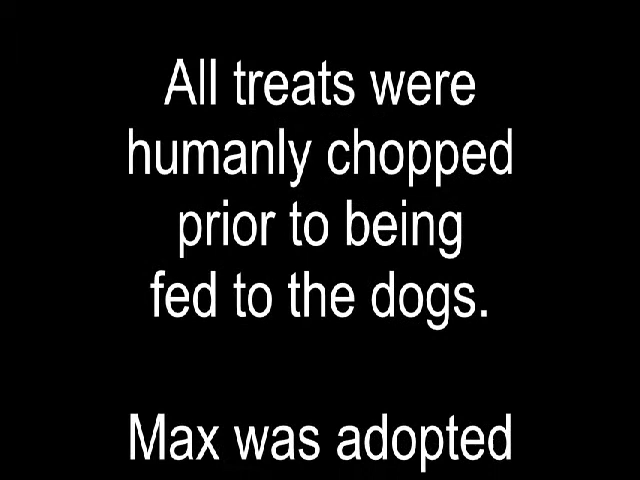 All treats were
humanly chopped
prior to being
fed to the dogs.
Max was adopted